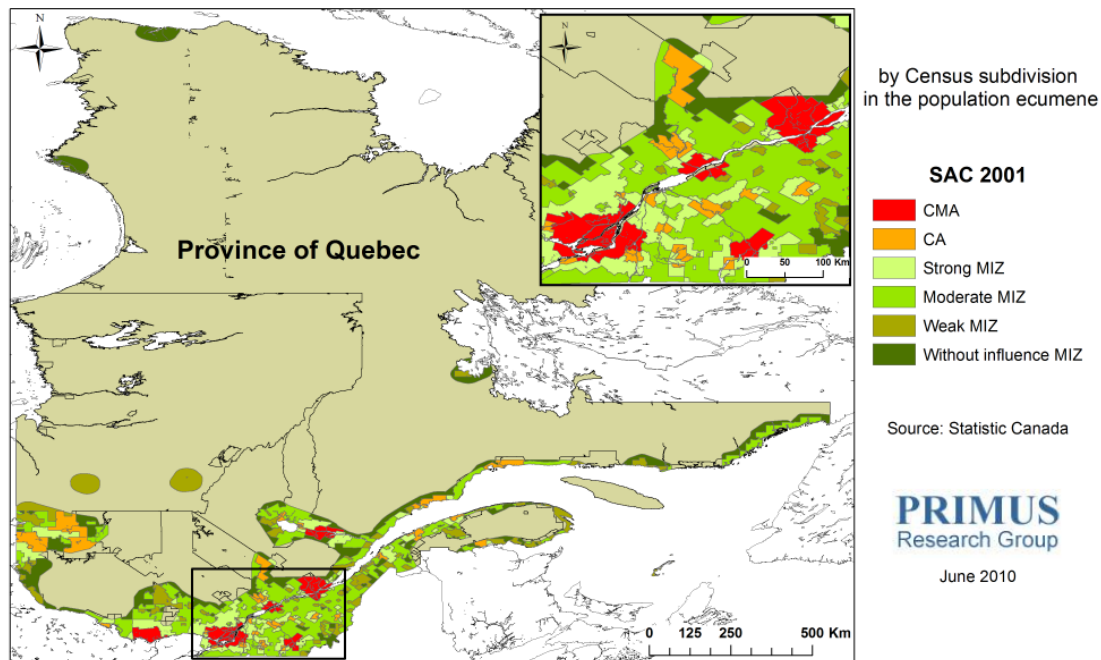 N
N
0 50 100 Km
Province of Quebec
0 125 250 500 Km
by Census subdivision
in the population ecumene
SAC 2001
CMA
CA
Strong MIZ
Moderate MIZ
Weak MIZ
Without influence MIZ
Source: Statistic Canada
PRIMUS
Research Group
June 2010